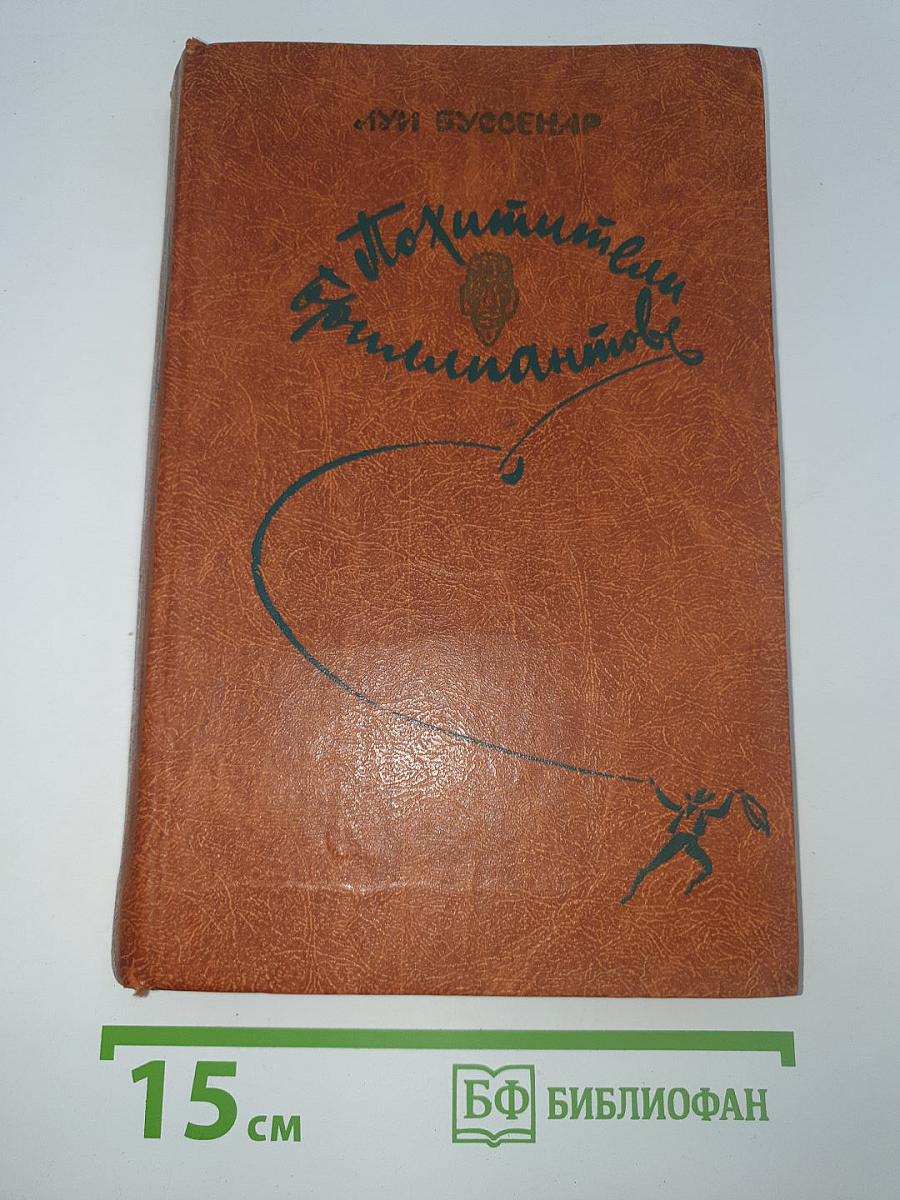 ЛУИ БУССЕНАР
Похитители
бриллиантов
15 см
БФ БИБЛИОФАН